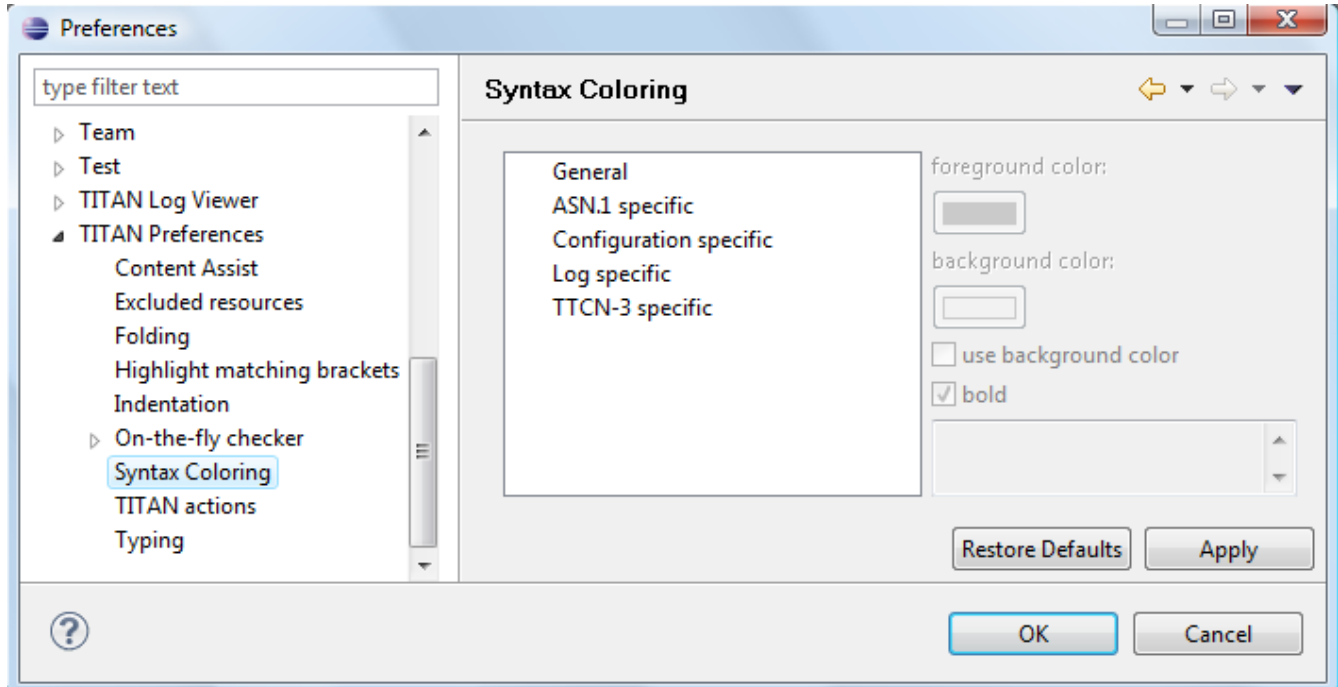 Preferences
type filter text
Team
Test
TITAN Log Viewer
TITAN Preferences
Content Assist
Excluded resources
Folding
Highlight matching brackets
Indentation
On-the-fly checker
Syntax Coloring
TITAN actions
Typing
Syntax Coloring
General
ASN.1 specific
Configuration specific
Log specific
TTCN-3 specific
foreground color:
background color:
use background color
bold
Restore Defaults
Apply
?
OK
Cancel